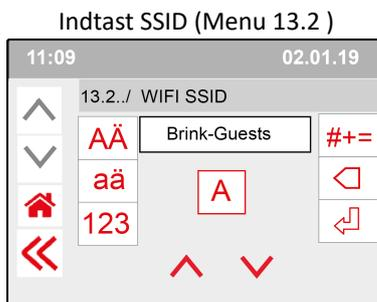 Indtast SSID (Menu 13.2 )
11:09 02.01.19
13.2../ WIFI SSID
AÄ Brink-Guests #+=
aä A
123